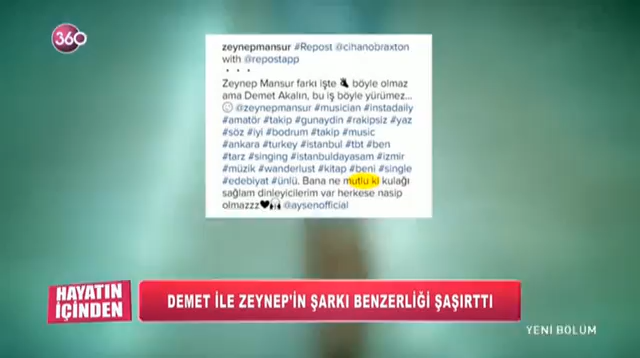 360
zeynepmansur #Repost @cihanobraxton
with @repostapp
・・・
Zeynep Mansur farkı işte 👏 böyle olmaz
ama Demet Akalın, bu iş böyle yürümez...
@zeynepmansur #musician #instadaily
#amatör #takip #gunaydin #rakipsiz #yaz
#söz #iyi #bodrum #takip #music
#ankara #turkey #istanbul #tbt #ben
#tarz #singing #istanbuldayasam #izmir
#müzik #wanderlust #kitap #beni #single
#edebiyat #ünlü. Bana ne mutlu ki kulağı
sağlam dinleyicilerim var herkese nasip
olmazzz❤🎧 @aysenofficial
HAYATIN
İÇİNDEN
DEMET İLE ZEYNEP'İN ŞARKI BENZERLİĞİ ŞAŞIRTTI
YENİ BÖLÜM